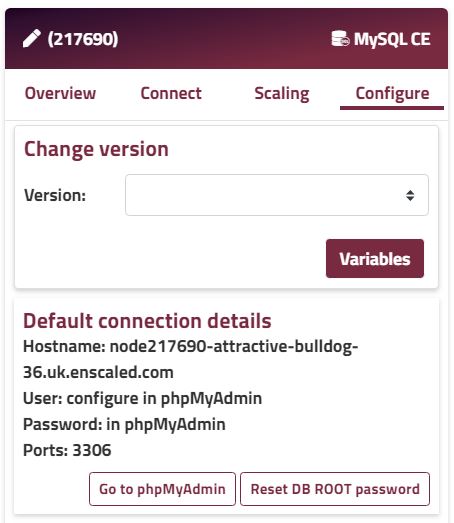 (217690) MySQL CE
Overview Connect Scaling Configure
Change version
Version:
Variables
Default connection details
Hostname: node217690-attractive-bulldog-
36.uk.enscaled.com
User: configure in phpMyAdmin
Password: in phpMyAdmin
Ports: 3306
Go to phpMyAdmin Reset DB ROOT password